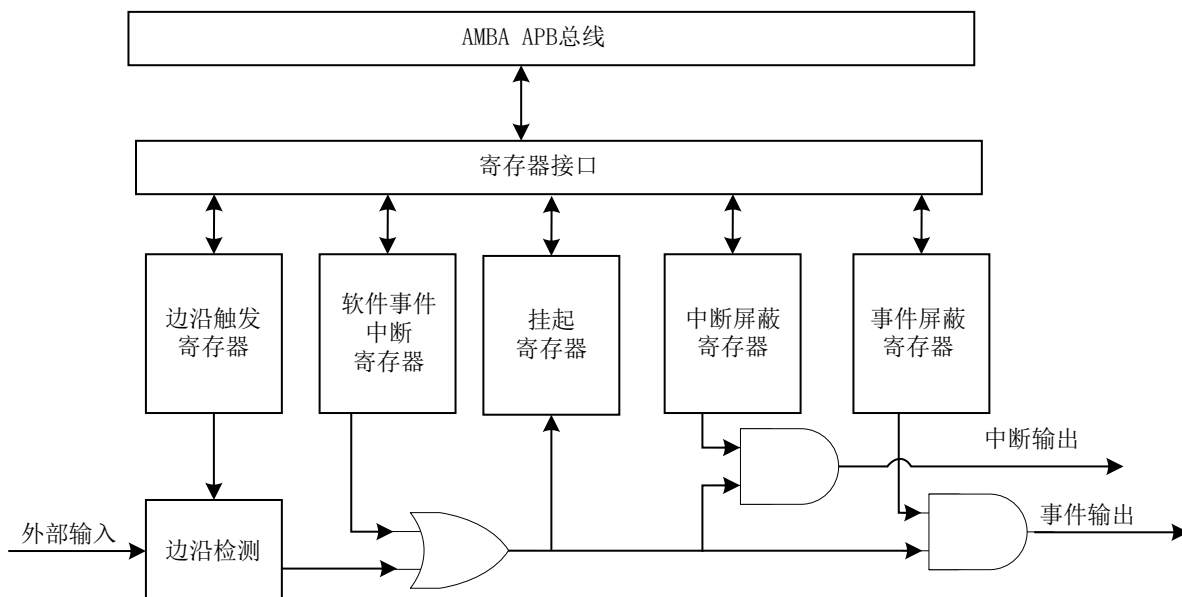 AMBA APB总线
寄存器接口
边沿触发
寄存器
软件事件
中断
寄存器
挂起
寄存器
中断屏蔽
寄存器
事件屏蔽
寄存器
中断输出
外部输入
边沿检测
事件输出